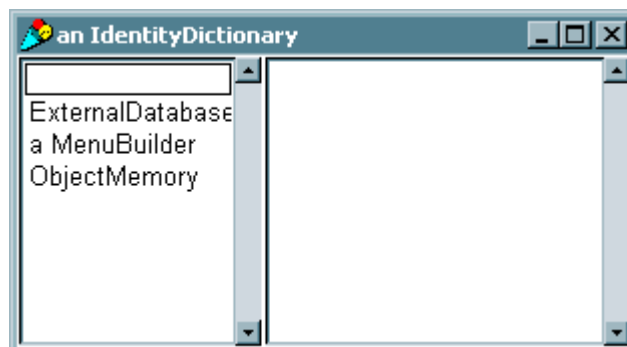 an IdentityDictionary
ExternalDatabase
a MenuBuilder
ObjectMemory